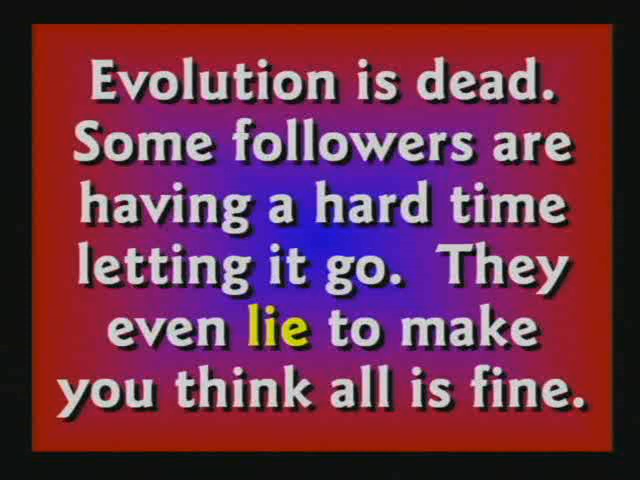 Evolution is dead.
Some followers are
having a hard time
letting it go. They
even lie to make
you think all is fine.